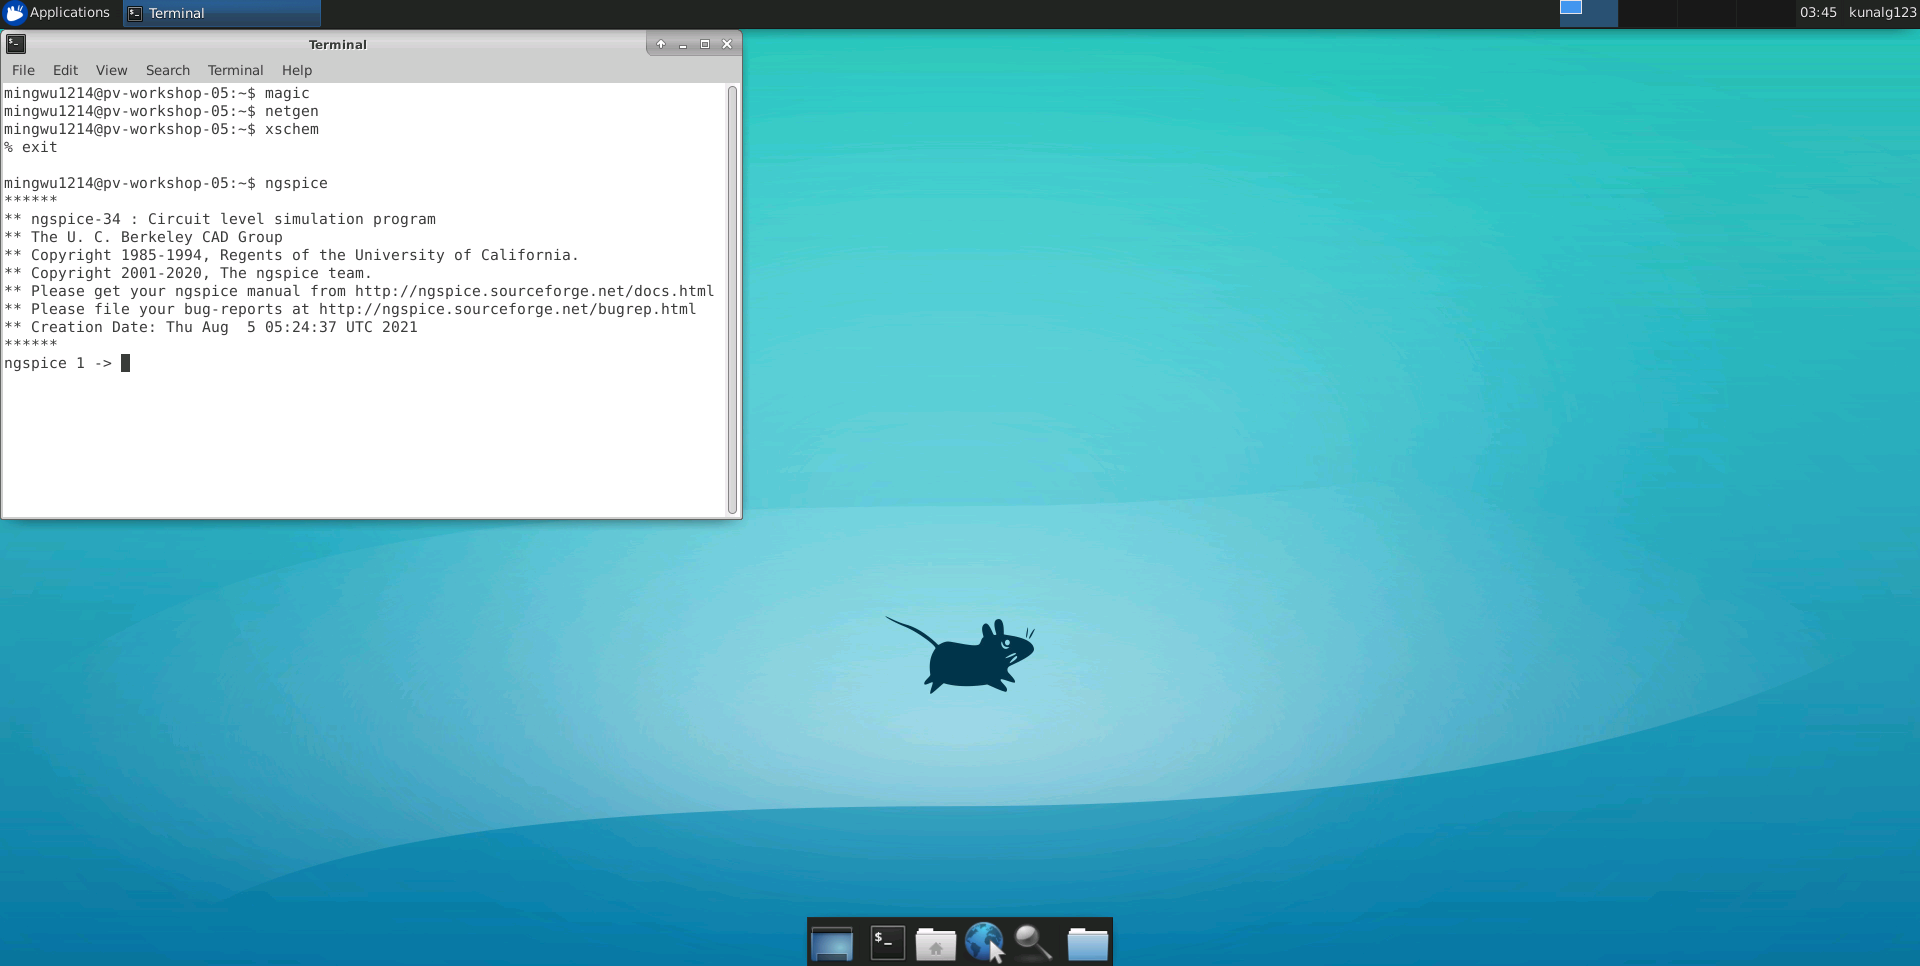 Applications
Terminal
03:45 kunalg123
Terminal
File Edit View Search Terminal Help
mingwu1214@pv-workshop-05:~$ magic
mingwu1214@pv-workshop-05:~$ netgen
mingwu1214@pv-workshop-05:~$ xschem
% exit
mingwu1214@pv-workshop-05:~$ ngspice
******
** ngspice-34 : Circuit level simulation program
** The U. C. Berkeley CAD Group
** Copyright 1985-1994, Regents of the University of California.
** Copyright 2001-2020, The ngspice team.
** Please get your ngspice manual from http://ngspice.sourceforge.net/docs.html
** Please file your bug-reports at http://ngspice.sourceforge.net/bugrep.html
** Creation Date: Thu Aug  5 05:24:37 UTC 2021
******
ngspice 1 ->
$_